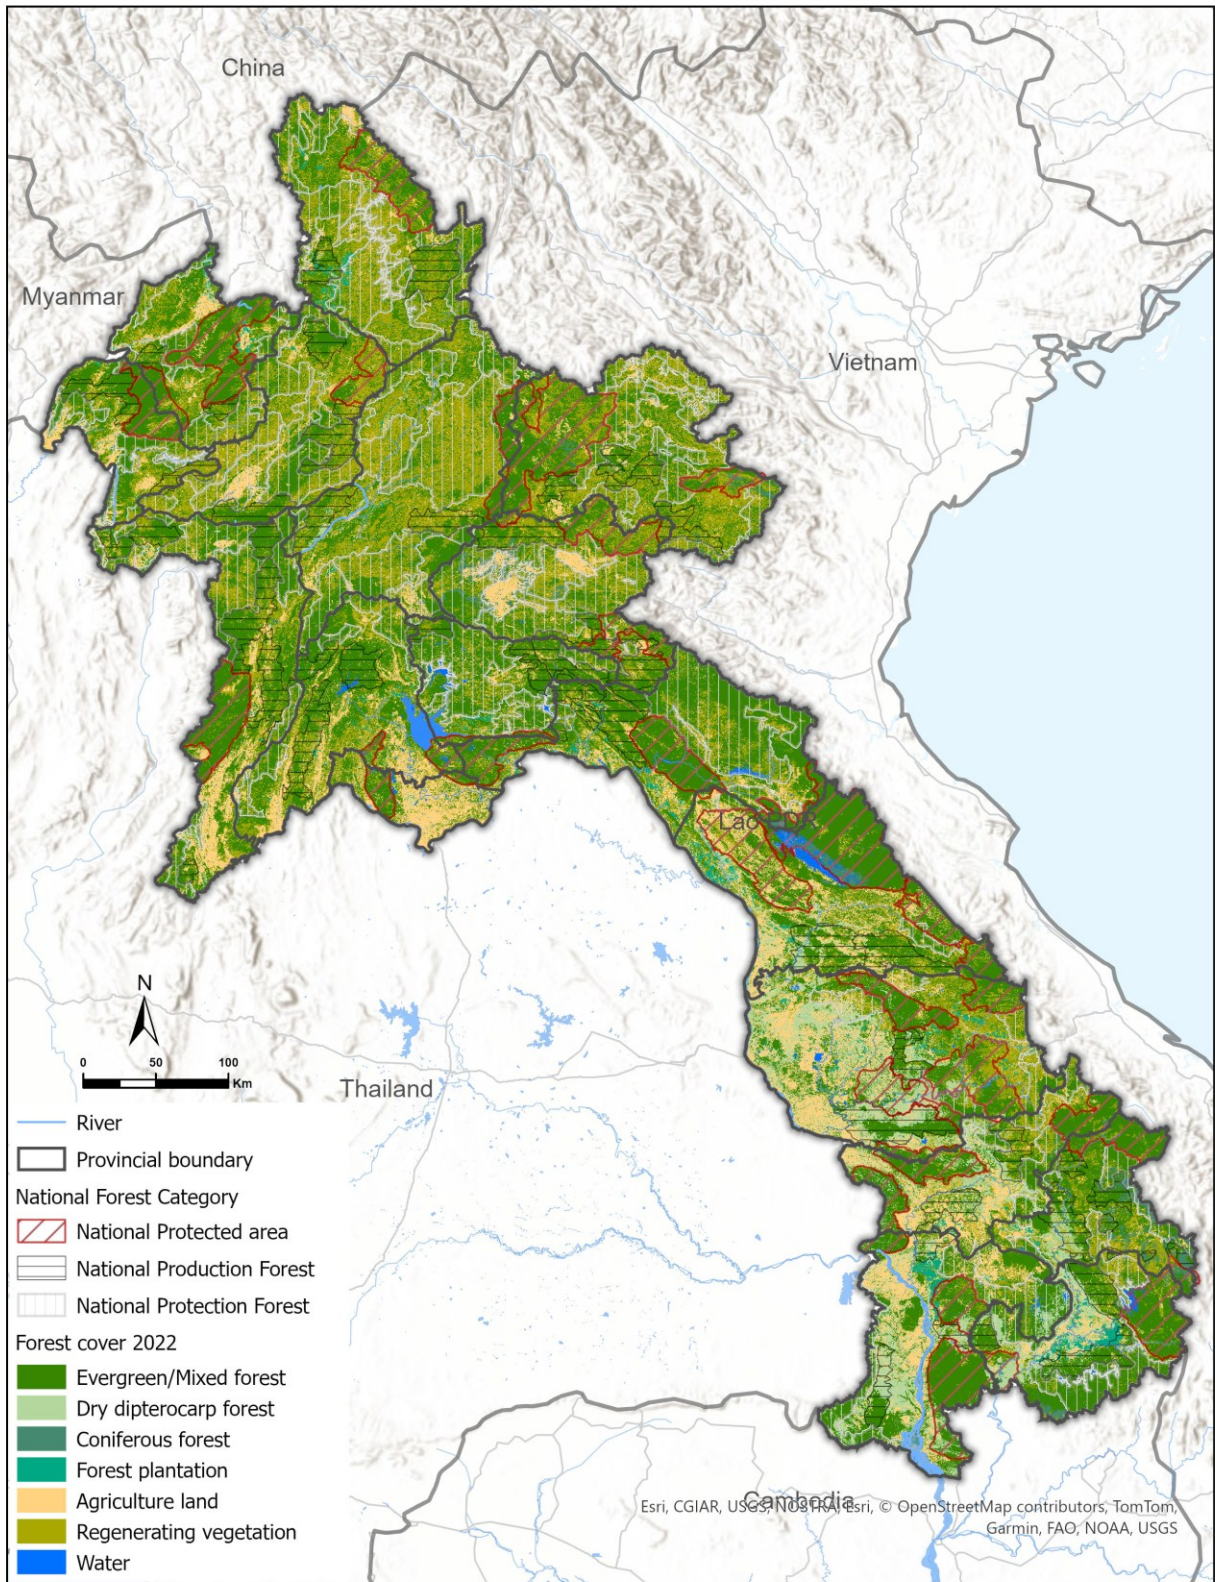 China
Myanmar
Vietnam
Lao PDR
N
0 50 100
Km
Thailand
River
Provincial boundary
National Forest Category
National Protected area
National Production Forest
National Protection Forest
Forest cover 2022
Evergreen/Mixed forest
Dry dipterocarp forest
Coniferous forest
Forest plantation
Agriculture land
Regenerating vegetation
Water
Cambodia
Esri, CGIAR, USGS, NOSTRA, Esri, © OpenStreetMap contributors, TomTom,
Garmin, FAO, NOAA, USGS